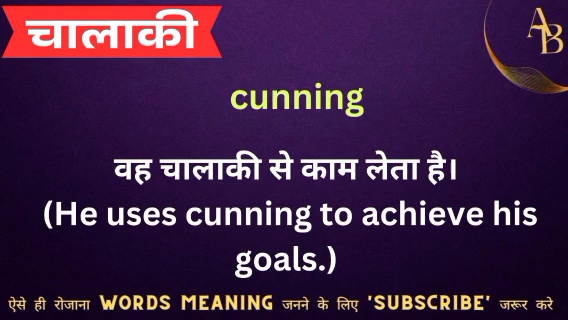 चालाकी
AB
cunning
वह चालाकी से काम लेता है।
(He uses cunning to achieve his
goals.)
ऐसे ही रोजाना WORDS MEANING जनने के लिए 'SUBSCRIBE' जरूर करे